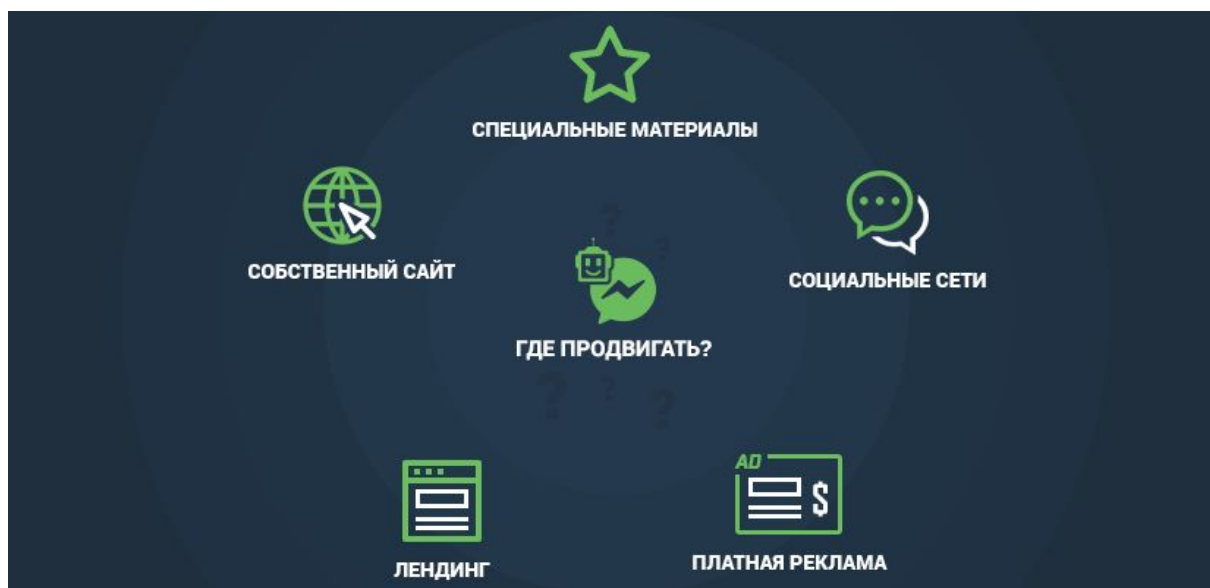 СПЕЦИАЛЬНЫЕ МАТЕРИАЛЫ
СОБСТВЕННЫЙ САЙТ
СОЦИАЛЬНЫЕ СЕТИ
ГДЕ ПРОДВИГАТЬ?
? ? ? ? ?
AD
$
ЛЕНДИНГ
ПЛАТНАЯ РЕКЛАМА